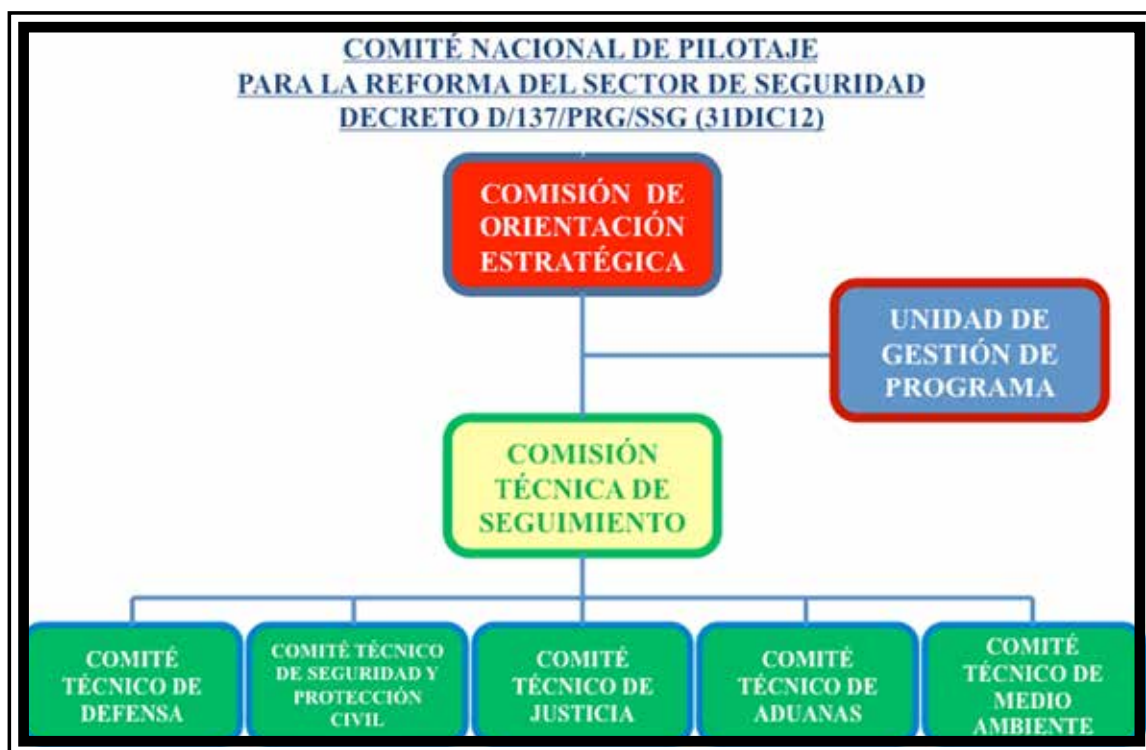 COMITÉ NACIONAL DE PILOTAJE
PARA LA REFORMA DEL SECTOR DE SEGURIDAD
DECRETO D/137/PRG/SSG (31DIC12)
COMISIÓN DE
ORIENTACIÓN
ESTRATÉGICA
UNIDAD DE
GESTIÓN DE
PROGRAMA
COMISIÓN
TÉCNICA DE
SEGUIMIENTO
COMITÉ
TÉCNICO DE
DEFENSA
COMITÉ TÉCNICO
DE SEGURIDAD Y
PROTECCIÓN
CIVIL
COMITÉ
TÉCNICO DE
JUSTICIA
COMITÉ
TÉCNICO DE
ADUANAS
COMITÉ
TÉCNICO DE
MEDIO
AMBIENTE